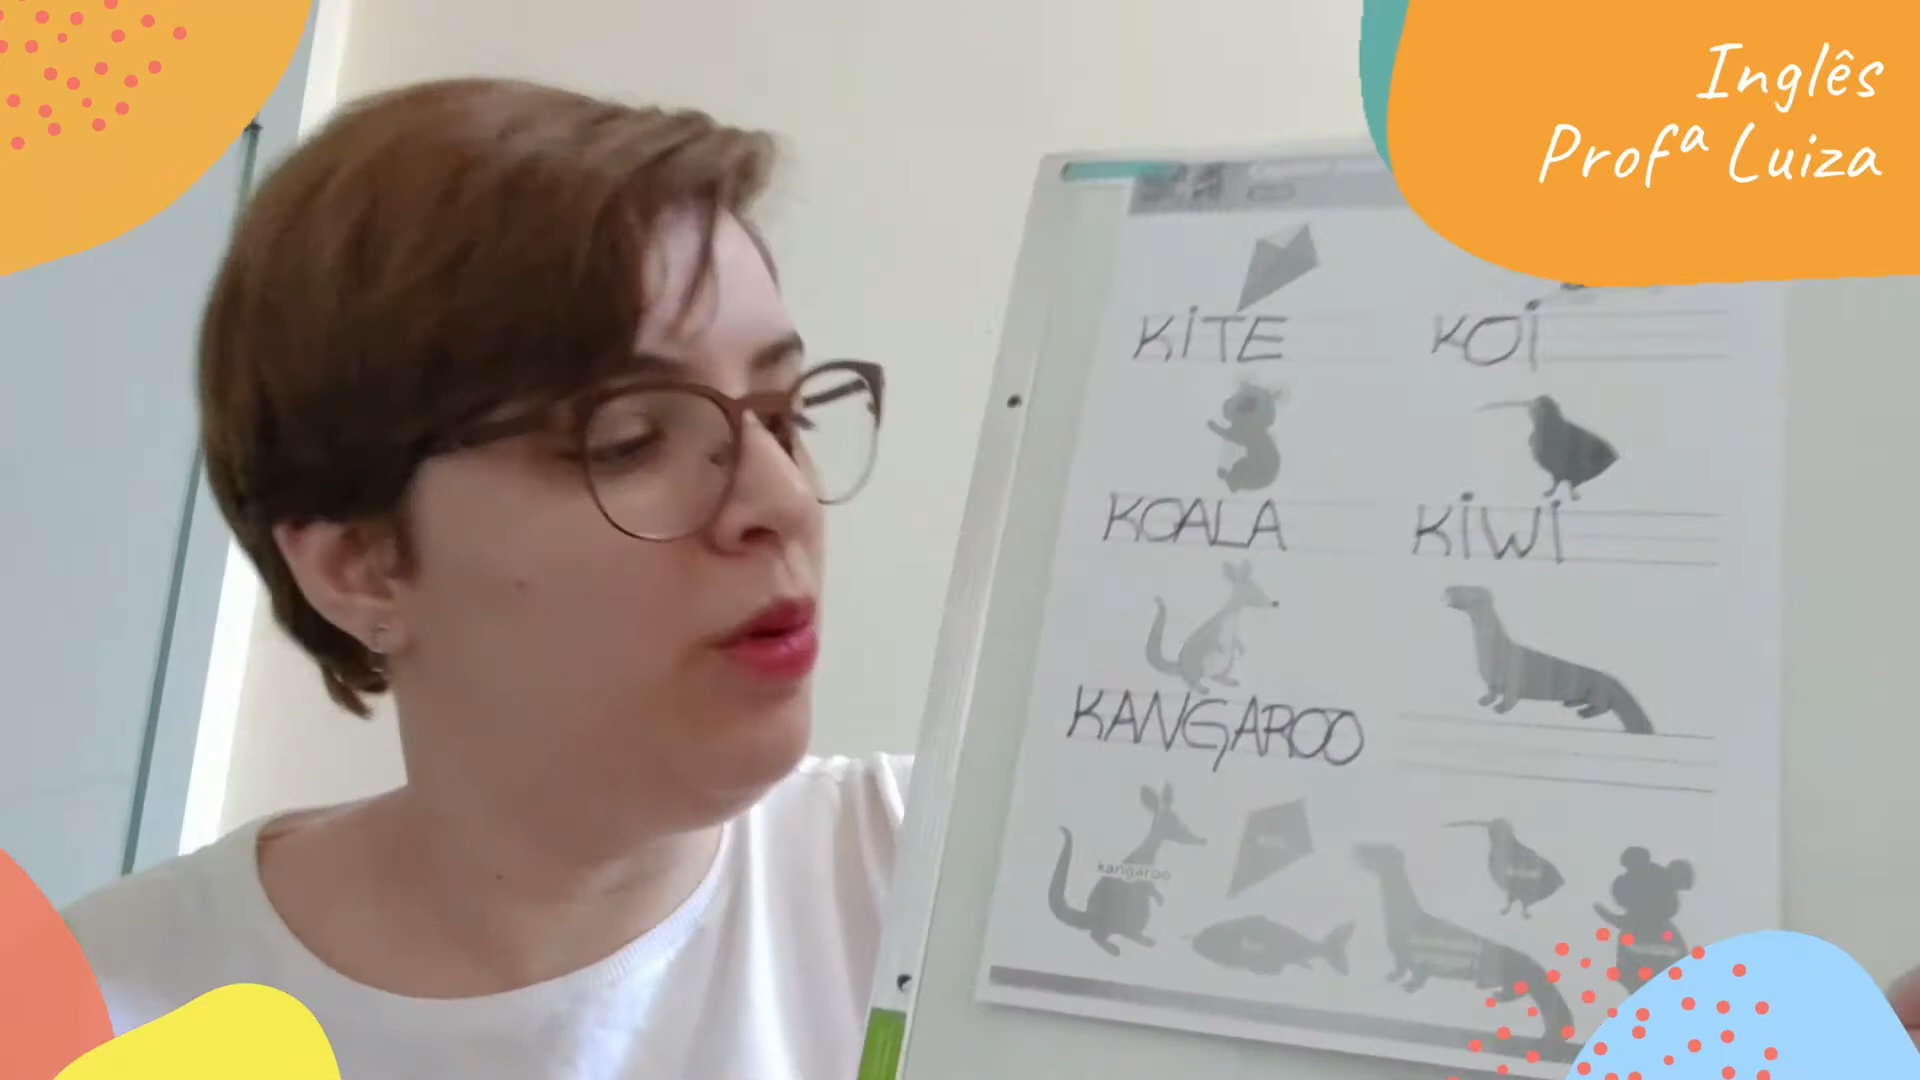 Inglês
Profª Luiza
KiTE
KOi
KOALA
KiWi
KANGAROO
kangaroo